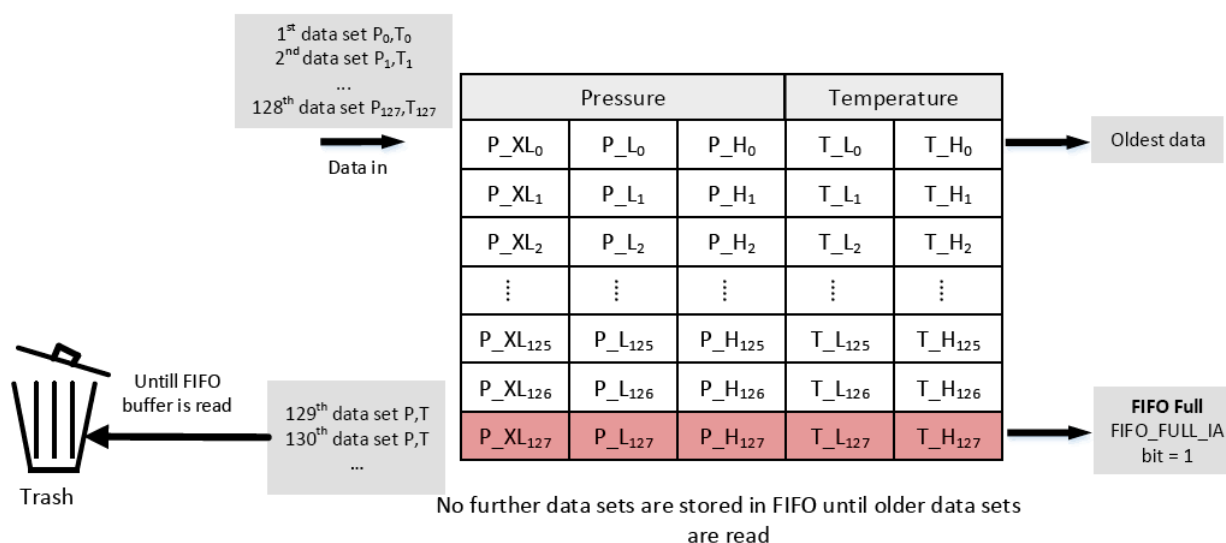 1st data set P0,T0
2nd data set P1,T1
...
128th data set P127,T127
Data in
Pressure Temperature
P_XL0 P_L0 P_H0 T_L0 T_H0
Oldest data
P_XL1 P_L1 P_H1 T_L1 T_H1
P_XL2 P_L2 P_H2 T_L2 T_H2
⋮ ⋮ ⋮ ⋮ ⋮
P_XL125 P_L125 P_H125 T_L125 T_H125
P_XL126 P_L126 P_H126 T_L126 T_H126
P_XL127 P_L127 P_H127 T_L127 T_H127
Untill FIFO
buffer is read
129th data set P,T
130th data set P,T
...
Trash
FIFO Full
FIFO_FULL_IA
bit = 1
No further data sets are stored in FIFO until older data sets
are read